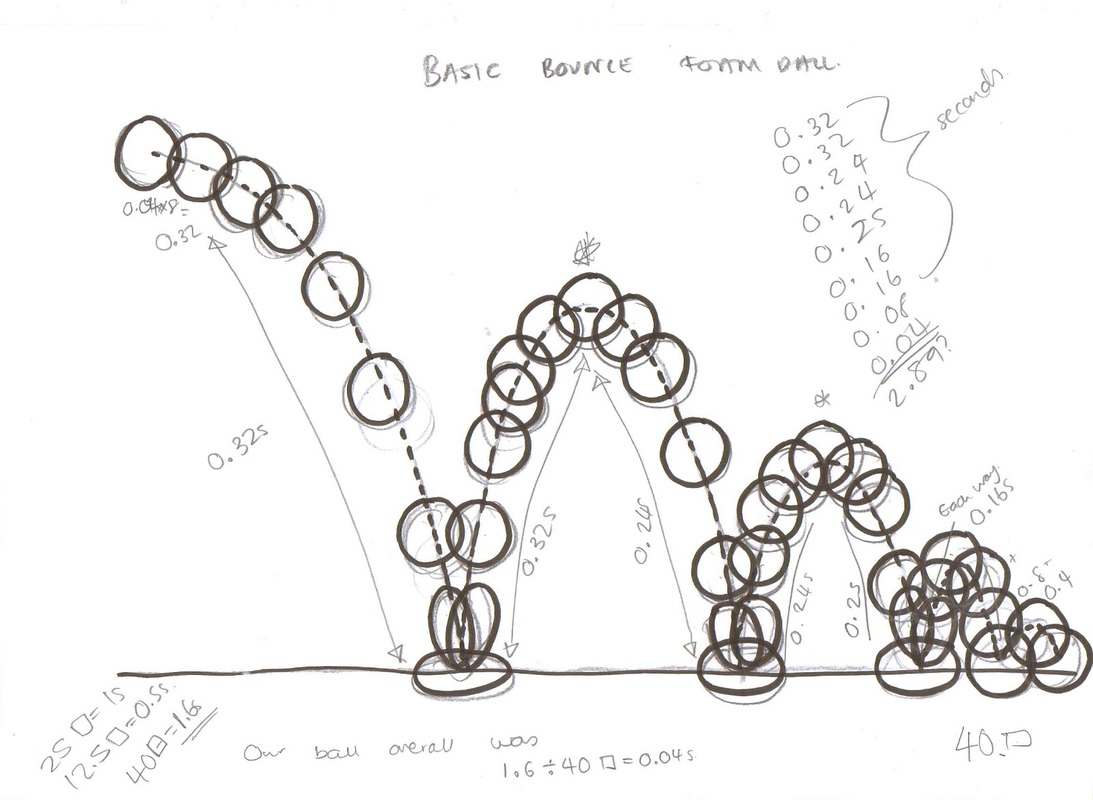 BASIC BOUNCE FOAM BALL.
0.32
0.32
0.24
0.24
0.25
0.16
0.16
0.08
0.04
2.89?
seconds
0.04x8=
0.32
0.32s
0.32s
0.24s
0.24s
0.2s
Each way
0.16s
0.8-
0.4
25□=1s
12.5□=0.5s.
40□=1.6s
Our ball overall was
1.6÷40□=0.04s
40.□